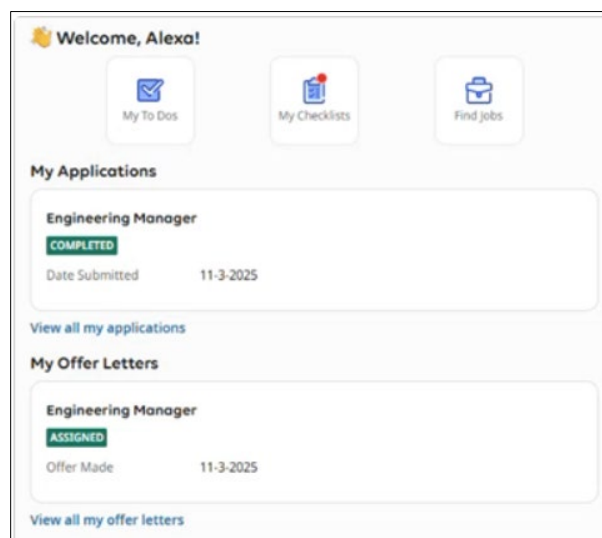 Welcome, Alexa!
My To Dos
My Checklists
Find Jobs
My Applications
Engineering Manager
COMPLETED
Date Submitted 11-3-2025
View all my applications
My Offer Letters
Engineering Manager
ASSIGNED
Offer Made 11-3-2025
View all my offer letters